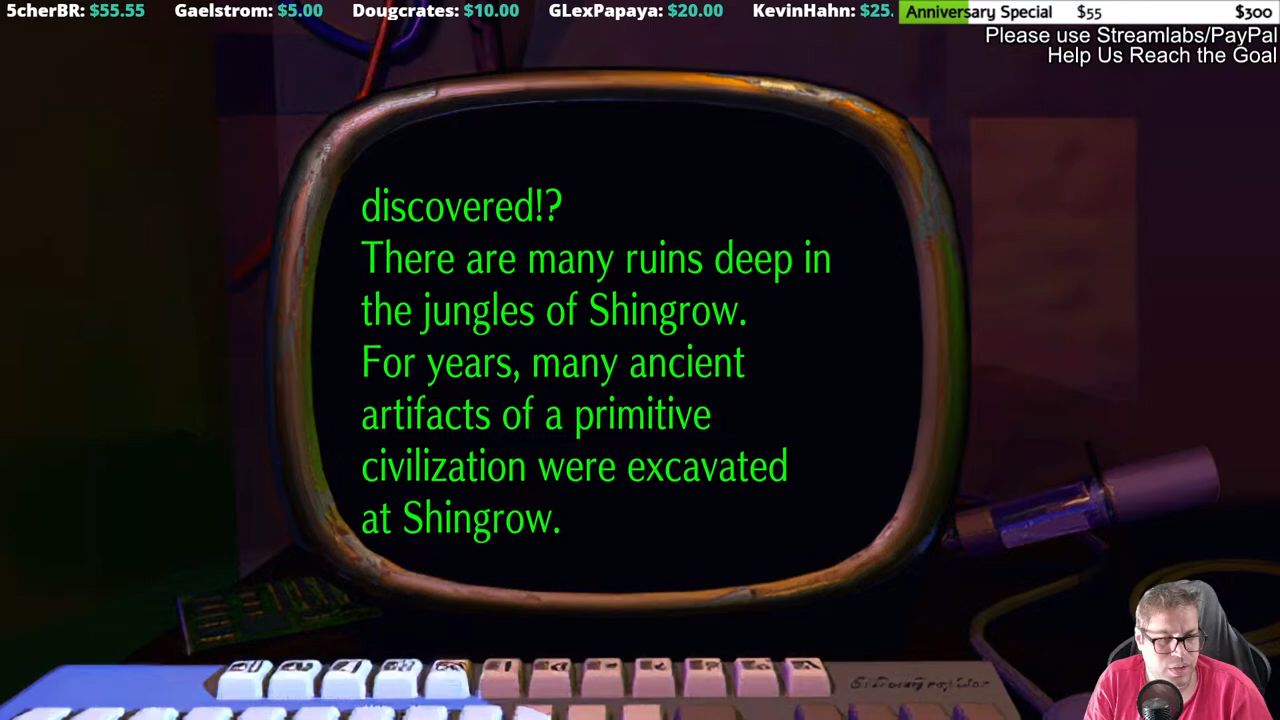 5cherBR: $55.55 Gaelstrom: $5.00 Dougcrates: $10.00 GLexPapaya: $20.00 KevinHahn: $25.
Anniversary Special $55 $300
Please use Streamlabs/PayPal
Help Us Reach the Goal
discovered!?
There are many ruins deep in
the jungles of Shingrow.
For years, many ancient
artifacts of a primitive
civilization were excavated
at Shingrow.